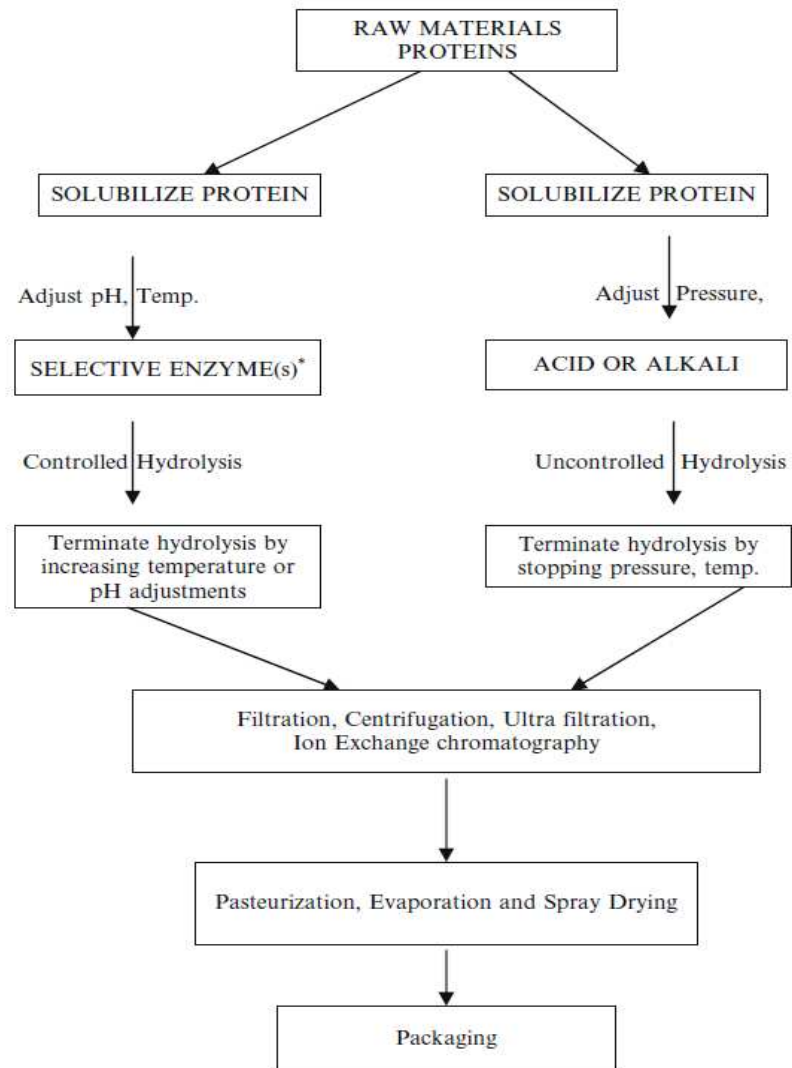 RAW MATERIALS
PROTEINS
SOLUBILIZE PROTEIN
SOLUBILIZE PROTEIN
Adjust pH, Temp.
Adjust Pressure,
SELECTIVE ENZYME(s)*
ACID OR ALKALI
Controlled Hydrolysis
Uncontrolled Hydrolysis
Terminate hydrolysis by
increasing temperature or
pH adjustments
Terminate hydrolysis by
stopping pressure, temp.
Filtration, Centrifugation, Ultra filtration,
Ion Exchange chromatography
Pasteurization, Evaporation and Spray Drying
Packaging